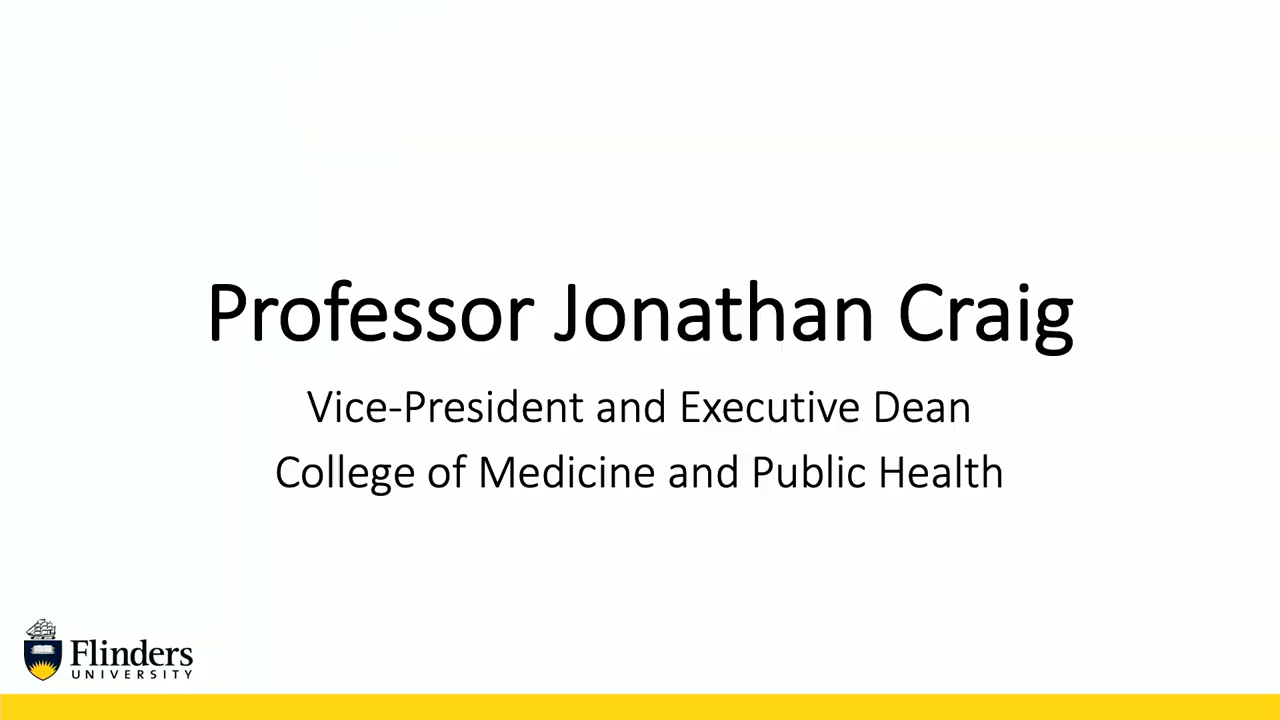 Professor Jonathan Craig
Vice-President and Executive Dean
College of Medicine and Public Health
Flinders
UNIVERSITY